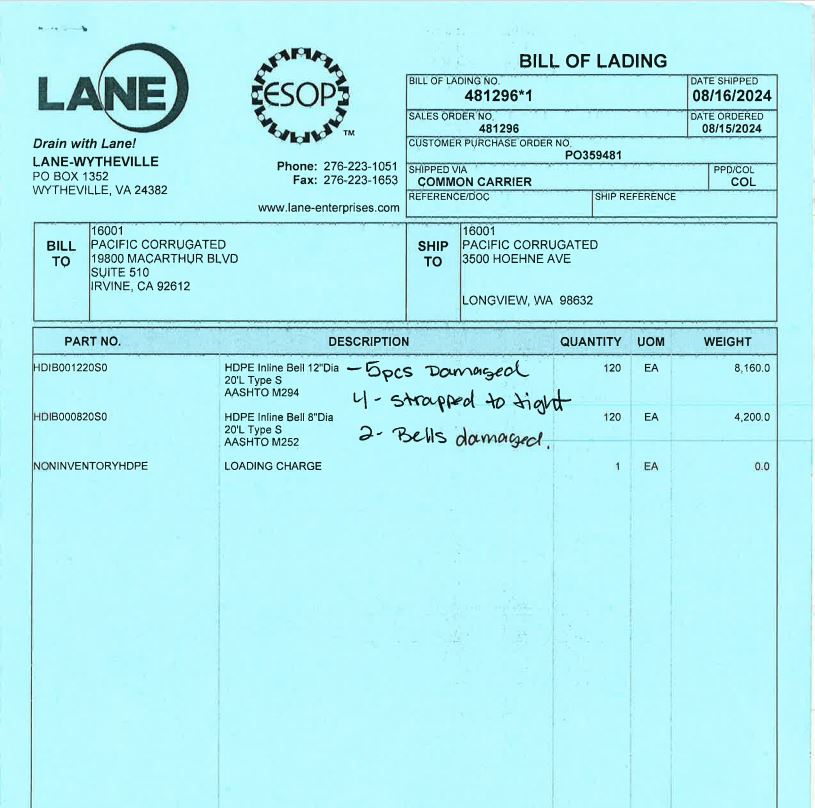 LANE
ESOP
TM
Drain with Lane!
LANE-WYTHEVILLE
PO BOX 1352
WYTHEVILLE, VA 24382
Phone: 276-223-1051
Fax: 276-223-1653
www.lane-enterprises.com
BILL OF LADING
BILL OF LADING NO. DATE SHIPPED
481296*1 08/16/2024
SALES ORDER NO. DATE ORDERED
481296 08/15/2024
CUSTOMER PURCHASE ORDER NO.
PO359481
SHIPPED VIA PPD/COL
COMMON CARRIER COL
REFERENCE/DOC SHIP REFERENCE
BILL TO
16001
PACIFIC CORRUGATED
19800 MACARTHUR BLVD
SUITE 510
IRVINE, CA 92612
SHIP TO
16001
PACIFIC CORRUGATED
3500 HOEHNE AVE
LONGVIEW, WA 98632
PART NO. DESCRIPTION QUANTITY UOM WEIGHT
HDIB001220S0 HDPE Inline Bell 12"Dia - 5pcs Damaged 120 EA 8,160.0
20'L Type S
AASHTO M294 4 - strapped to tight
HDIB000820S0 HDPE Inline Bell 8"Dia 120 EA 4,200.0
20'L Type S 2- Bells damaged.
AASHTO M252
NONINVENTORYHDPE LOADING CHARGE 1 EA 0.0